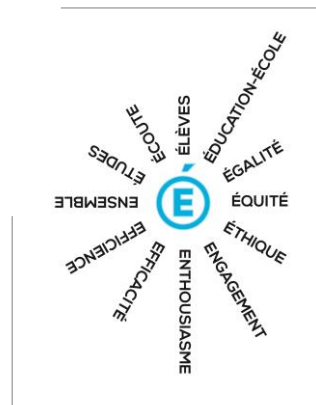 ÉLÈVES
ÉDUCATION-ÉCOLE
ÉGALITÉ
ÉQUITÉ
ÉTHIQUE
ENGAGEMENT
ENTHOUSIASME
EFFICACITÉ
EFFICIENCE
ENSEMBLE
ÉTUDES
ÉCOUTE
É